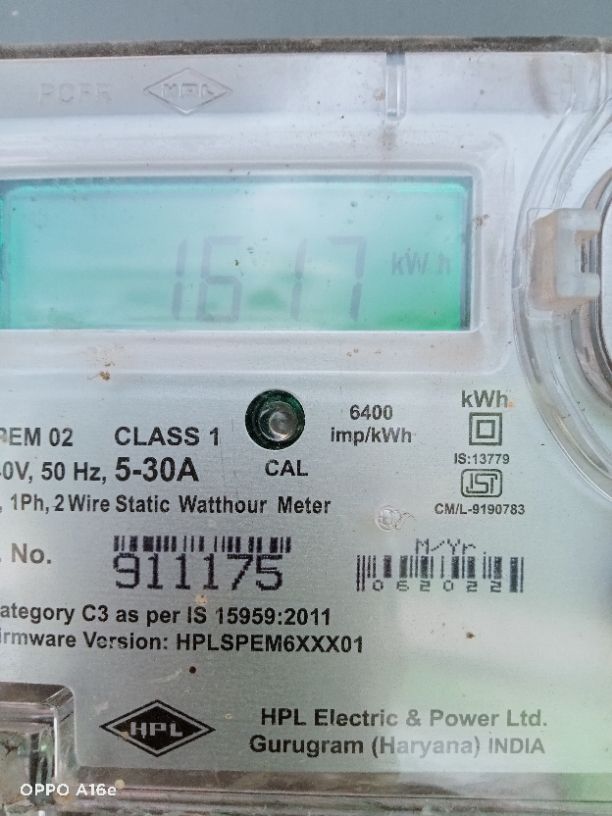 HPL
1617 kWh
kWh
6400
imp/kWh
PEM 02 CLASS 1
CAL
IS:13779
0V, 50 Hz, 5-30A
, 1Ph, 2 Wire Static Watthour Meter
CM/L-9190783
. No.
911175
M/Yr.
062022
ategory C3 as per IS 15959:2011
irmware Version: HPLSPEM6XXX01
HPL
HPL Electric & Power Ltd.
Gurugram (Haryana) INDIA
OPPO A16e